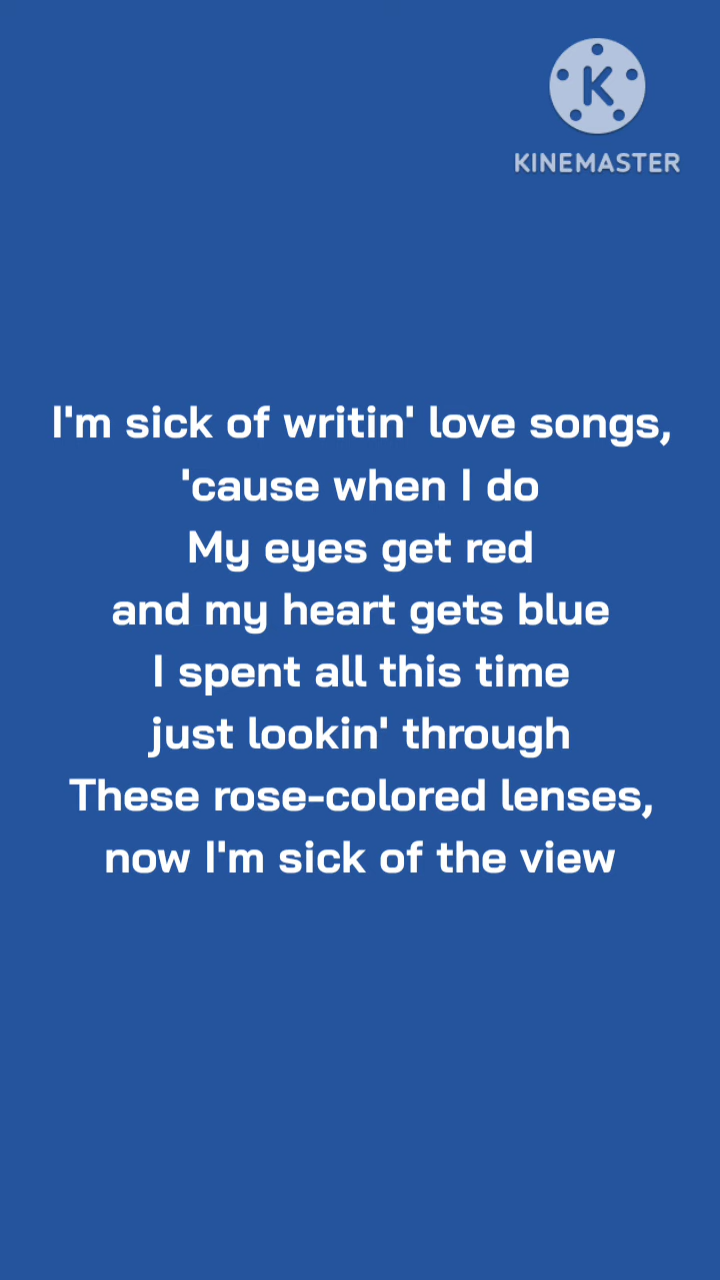 K
KINEMASTER
I'm sick of writin' love songs,
'cause when I do
My eyes get red
and my heart gets blue
I spent all this time
just lookin' through
These rose-colored lenses,
now I'm sick of the view